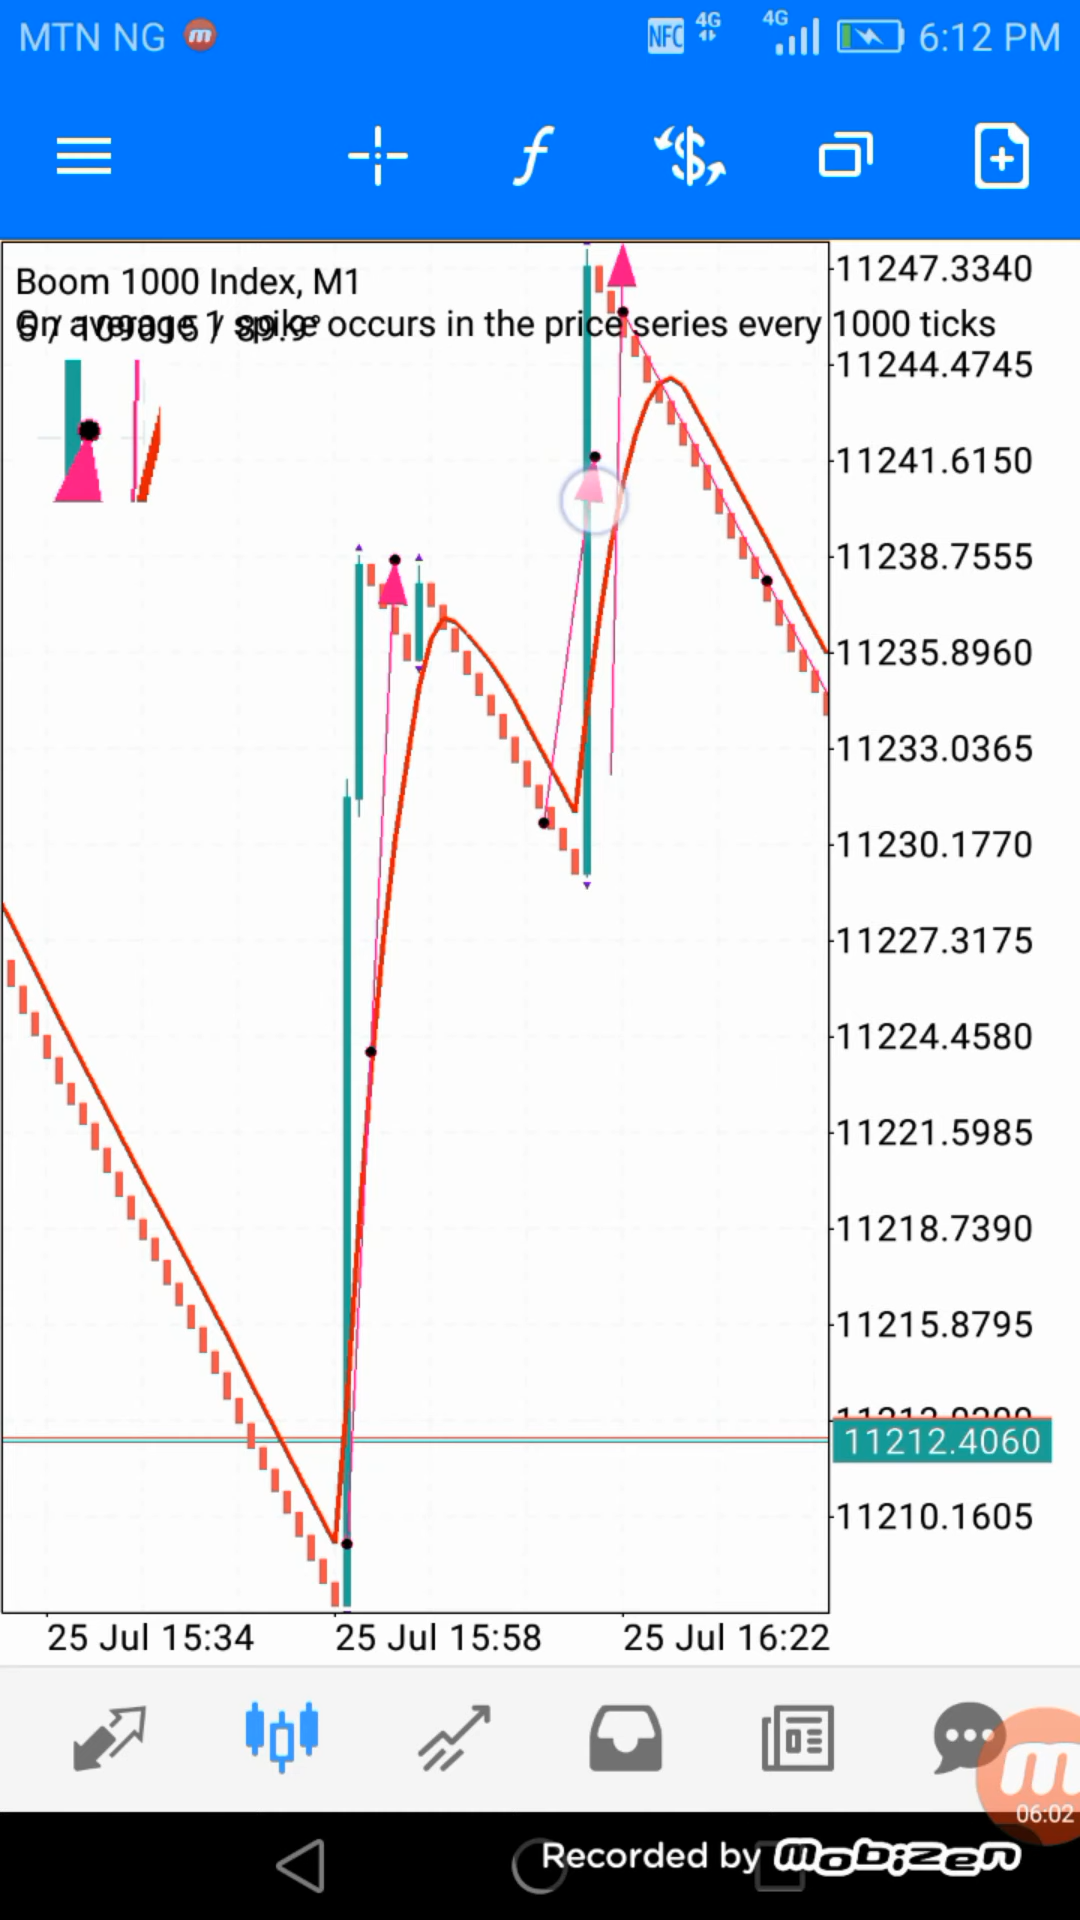 MTN NG
NFC 4G 4G 6:12 PM
Boom 1000 Index, M1
spike occurs in the price series every 1000 ticks
11247.3340
11244.4745
11241.6150
11238.7555
11235.8960
11233.0365
11230.1770
11227.3175
11224.4580
11221.5985
11218.7390
11215.8795
11212.4060
11210.1605
25 Jul 15:34 25 Jul 15:58 25 Jul 16:22
06:02
Recorded by Mobizen